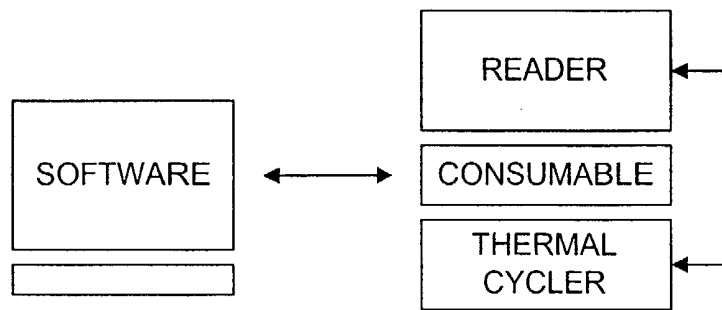 READER
SOFTWARE
CONSUMABLE
THERMAL
CYCLER